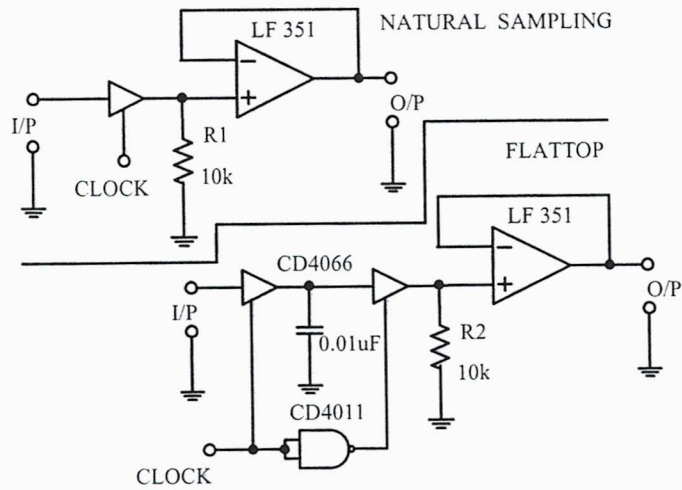 LF 351
NATURAL SAMPLING
I/P
CLOCK
R1
10k
O/P
FLATTOP
LF 351
CD4066
I/P
0.01uF
R2
10k
O/P
CD4011
CLOCK